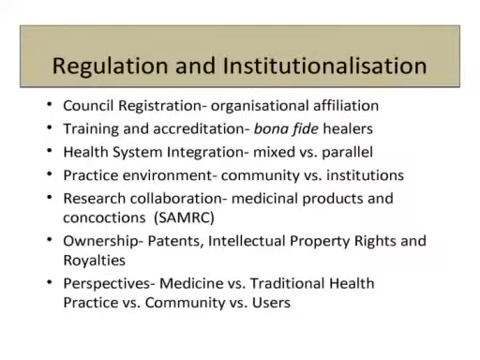 Regulation and Institutionalisation
• Council Registration- organisational affiliation
• Training and accreditation- bona fide healers
• Health System Integration- mixed vs. parallel
• Practice environment- community vs. institutions
• Research collaboration- medicinal products and
concoctions (SAMRC)
• Ownership- Patents, Intellectual Property Rights and
Royalties
• Perspectives- Medicine vs. Traditional Health
Practice vs. Community vs. Users